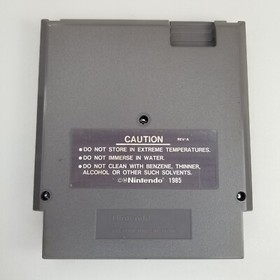 CAUTION REV-A
•DO NOT STORE IN EXTREME TEMPERATURES.
•DO NOT IMMERSE IN WATER.
•DO NOT CLEAN WITH BENZENE, THINNER,
ALCOHOL OR OTHER SUCH SOLVENTS.
©®Nintendo 1985
Nintendo